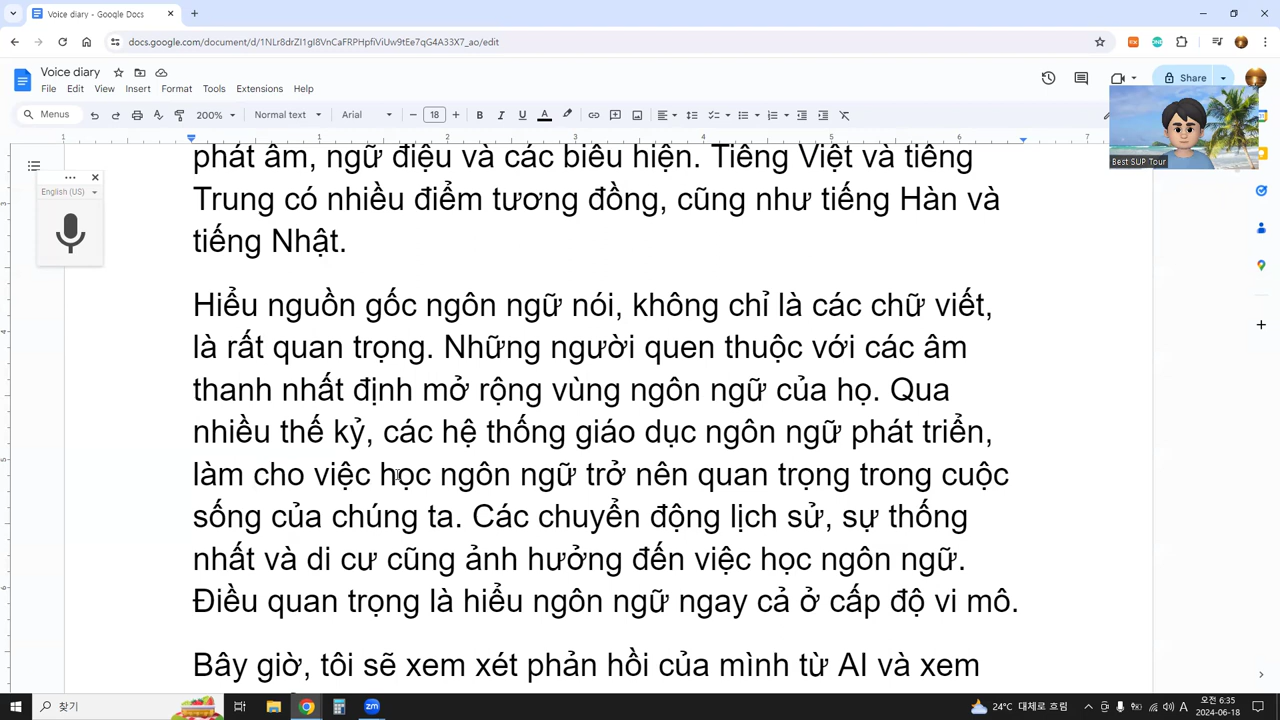 Voice diary - Google Docs
docs.google.com/document/d/1NLr8drZI1gI8VnCaFRPHpfiViUw9tEe7qG4A33X7_ao/edit
Voice diary
Share
File Edit View Insert Format Tools Extensions Help
Menus 200% Normal text Arial 18
Best SUP Tour
English (US)
phát âm, ngữ điệu và các biểu hiện. Tiếng Việt và tiếng
Trung có nhiều điểm tương đồng, cũng như tiếng Hàn và
tiếng Nhật.
Hiểu nguồn gốc ngôn ngữ nói, không chỉ là các chữ viết,
là rất quan trọng. Những người quen thuộc với các âm
thanh nhất định mở rộng vùng ngôn ngữ của họ. Qua
nhiều thế kỷ, các hệ thống giáo dục ngôn ngữ phát triển,
làm cho việc học ngôn ngữ trở nên quan trọng trong cuộc
sống của chúng ta. Các chuyển động lịch sử, sự thống
nhất và di cư cũng ảnh hưởng đến việc học ngôn ngữ.
Điều quan trọng là hiểu ngôn ngữ ngay cả ở cấp độ vi mô.
Bây giờ, tôi sẽ xem xét phản hồi của mình từ AI và xem
찾기
24°C 대체로 흐림
A
오전 6:35
2024-06-18